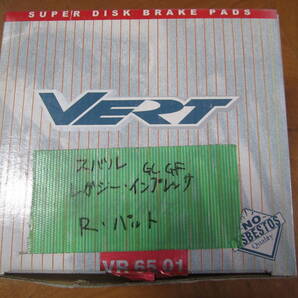 SUPER DISK BRAKE PADS
VERT
スバル GC GF
レガシー・インプレッサ
R・パルト
NO
ASBESTOS
Quality
VR 65 01